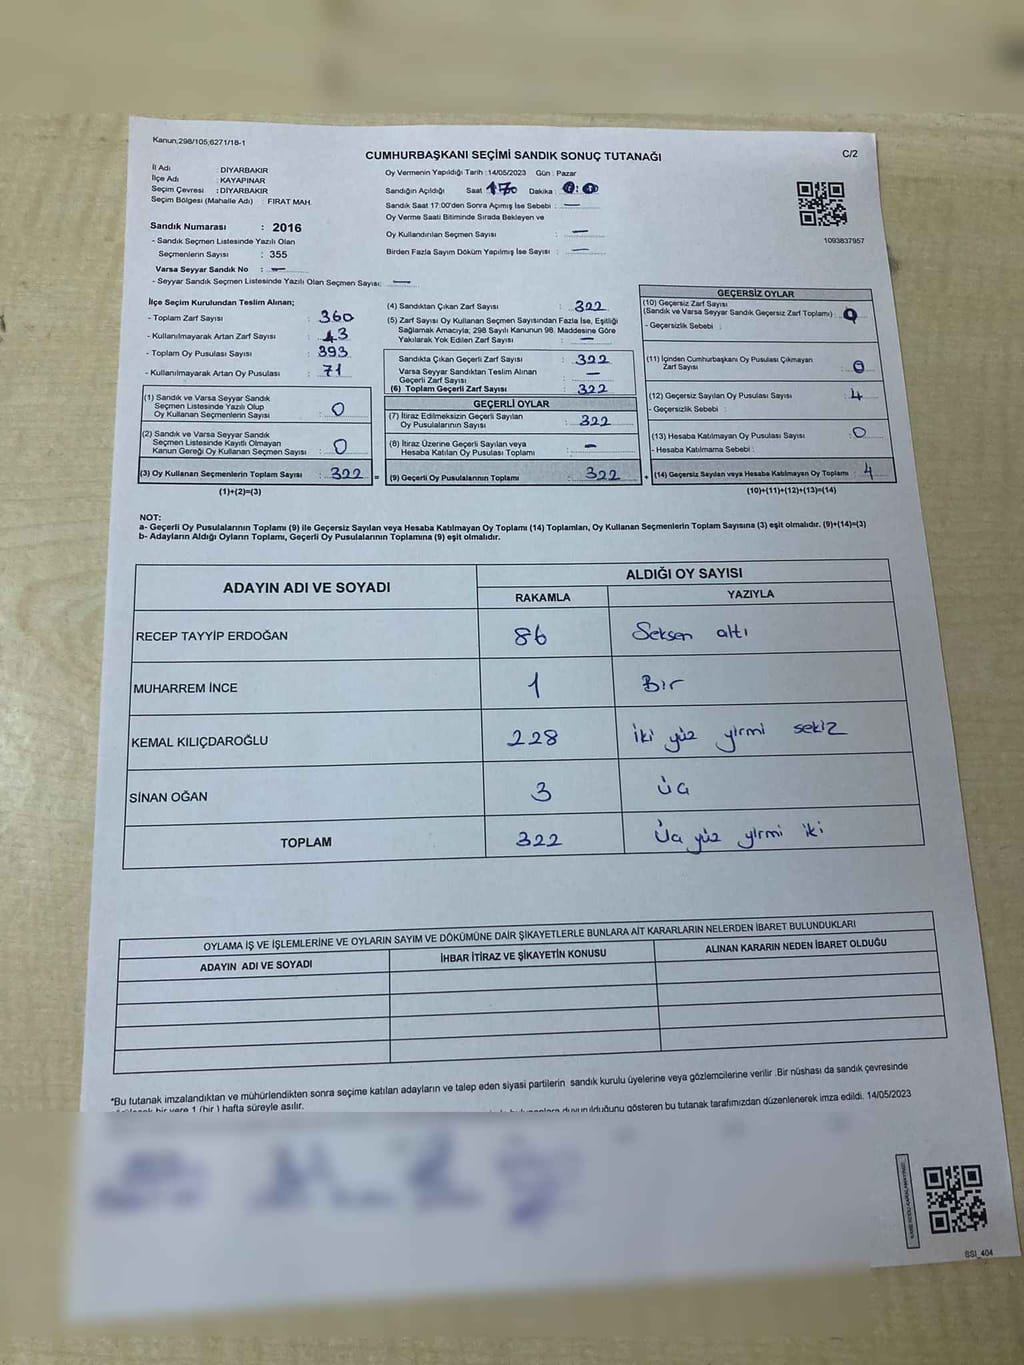 Kanun;298/105;6271/18-1
CUMHURBAŞKANI SEÇİMİ SANDIK SONUÇ TUTANAĞI
C/2
İl Adı : DİYARBAKIR
İlçe Adı : KAYAPINAR
Seçim Çevresi : DİYARBAKIR
Seçim Bölgesi (Mahalle Adı) : FIRAT MAH.
Sandık Numarası : 2016
- Sandık Seçmen Listesinde Yazılı Olan
Seçmenlerin Sayısı : 355
Varsa Seyyar Sandık No : —
- Seyyar Sandık Seçmen Listesinde Yazılı Olan Seçmen Sayısı: —
Oy Vermenin Yapıldığı Tarih :14/05/2023 Gün : Pazar
Sandığın Açıldığı Saat Dakika :
Sandık Saat 17:00'den Sonra Açımış İse Sebebi : —
Oy Verme Saati Bitiminde Sırada Bekleyen ve
Oy Kullandırılan Seçmen Sayısı : —
Birden Fazla Sayım Döküm Yapılmış İse Sayısı : —
1093837957
İlçe Seçim Kurulundan Teslim Alınan;
- Toplam Zarf Sayısı : 360
- Kullanılmayarak Artan Zarf Sayısı : 43
- Toplam Oy Pusulası Sayısı : 393
- Kullanılmayarak Artan Oy Pusulası : 71
(1) Sandık ve Varsa Seyyar Sandık
Seçmen Listesinde Yazılı Olup
Oy Kullanan Seçmenlerin Sayısı : 0
(2) Sandık ve Varsa Seyyar Sandık
Seçmen Listesinde Kayıtlı Olmayan
Kanun Gereği Oy Kullanan Seçmen Sayısı : 0
(3) Oy Kullanan Seçmenlerin Toplam Sayısı : 322 =
(1)+(2)=(3)
(4) Sandıktan Çıkan Zarf Sayısı : 322
(5) Zarf Sayısı Oy Kullanan Seçmen Sayısından Fazla İse, Eşitliği
Sağlamak Amacıyla; 298 Sayılı Kanunun 98. Maddesine Göre
Yakılarak Yok Edilen Zarf Sayısı : —
Sandıkta Çıkan Geçerli Zarf Sayısı : 322
Varsa Seyyar Sandıktan Teslim Alınan
Geçerli Zarf Sayısı : —
(6) Toplam Geçerli Zarf Sayısı : 322
GEÇERLİ OYLAR
(7) İtiraz Edilmeksizin Geçerli Sayılan
Oy Pusulalarının Sayısı : 322
(8) İtiraz Üzerine Geçerli Sayılan veya
Hesaba Katılan Oy Pusulası Toplamı : —
(9) Geçerli Oy Pusulalarının Toplamı : 322 +
GEÇERSİZ OYLAR
(10) Geçersiz Zarf Sayısı
(Sandık ve Varsa Seyyar Sandık Geçersiz Zarf Toplamı) : 0
- Geçersizlik Sebebi :
(11) İçinden Cumhurbaşkanı Oy Pusulası Çıkmayan
Zarf Sayısı : 0
(12) Geçersiz Sayılan Oy Pusulası Sayısı : 4
- Geçersizlik Sebebi :
(13) Hesaba Katılmayan Oy Pusulası Sayısı : 0
- Hesaba Katılmama Sebebi :
(14) Geçersiz Sayılan veya Hesaba Katılmayan Oy Toplamı : 4
(10)+(11)+(12)+(13)=(14)
NOT:
a- Geçerli Oy Pusulalarının Toplamı (9) ile Geçersiz Sayılan veya Hesaba Katılmayan Oy Toplamı (14) Toplamları, Oy Kullanan Seçmenlerin Toplam Sayısına (3) eşit olmalıdır. (9)+(14)=(3)
b- Adayların Aldığı Oyların Toplamı, Geçerli Oy Pusulalarının Toplamına (9) eşit olmalıdır.
ADAYIN ADI VE SOYADI
ALDIĞI OY SAYISI
RAKAMLA YAZIYLA
RECEP TAYYİP ERDOĞAN 86 Seksen altı
MUHARREM İNCE 1 Bir
KEMAL KILIÇDAROĞLU 228 iki yüz yirmi sekiz
SİNAN OĞAN 3 üç
TOPLAM 322 üç yüz yirmi iki
OYLAMA İŞ VE İŞLEMLERİNE VE OYLARIN SAYIM VE DÖKÜMÜNE DAİR ŞİKAYETLERLE BUNLARA AİT KARARLARIN NELERDEN İBARET BULUNDUKLARI
ADAYIN ADI VE SOYADI İHBAR İTİRAZ VE ŞİKAYETİN KONUSU ALINAN KARARIN NEDEN İBARET OLDUĞU
*Bu tutanak imzalandıktan ve mühürlendikten sonra seçime katılan adayların ve talep eden siyasi partilerin sandık kurulu üyelerine veya gözlemcilerine verilir .Bir nüshası da sandık çevresinde
bir yere 1 (bir ) hafta süreyle asılır.
duyurulduğunu gösteren bu tutanak tarafımızdan düzenlenerek imza edildi. 14/05/2023
SSI_404